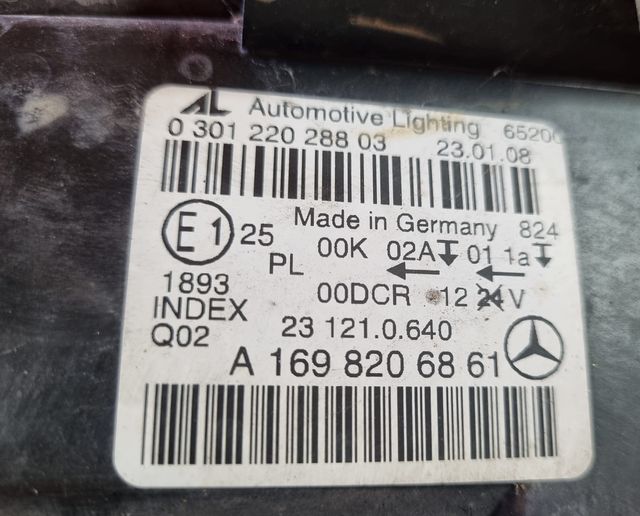 AL Automotive Lighting 6520
0 301 220 288 03 23.01.08
Made in Germany 824
E1 25 00K 02A 01 1a
PL
1893 00DCR 12 24 V
INDEX
Q02 23 121.0.640
A 169 820 68 61